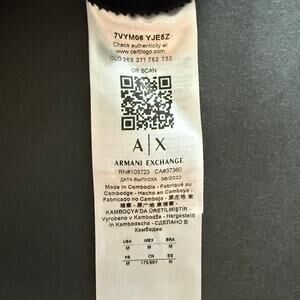 7VYM06 YJE5Z
Check authenticity at
www.certilogo.com
CLG 263 271 752 733
OR SCAN
A|X
ARMANI EXCHANGE
RN#103723 CA#37360
ДАТА ВЫПУСКА 06/2022
Made in Cambodia - Fabriqué au
Cambodge - Hecho en Camboya
Fabricado no Camboja - 原産地 柬
埔寨 - 原产地 柬埔寨 -
KAMBOÇYA'DA ÜRETİLMİŞTİR -
Vyrobeno v Kambodže - Hergestellt
in Kambodscha - СДЕЛАНО В
Камбодже
USA MEX BRA
M M M
FR CN ES
M 175/96Y M